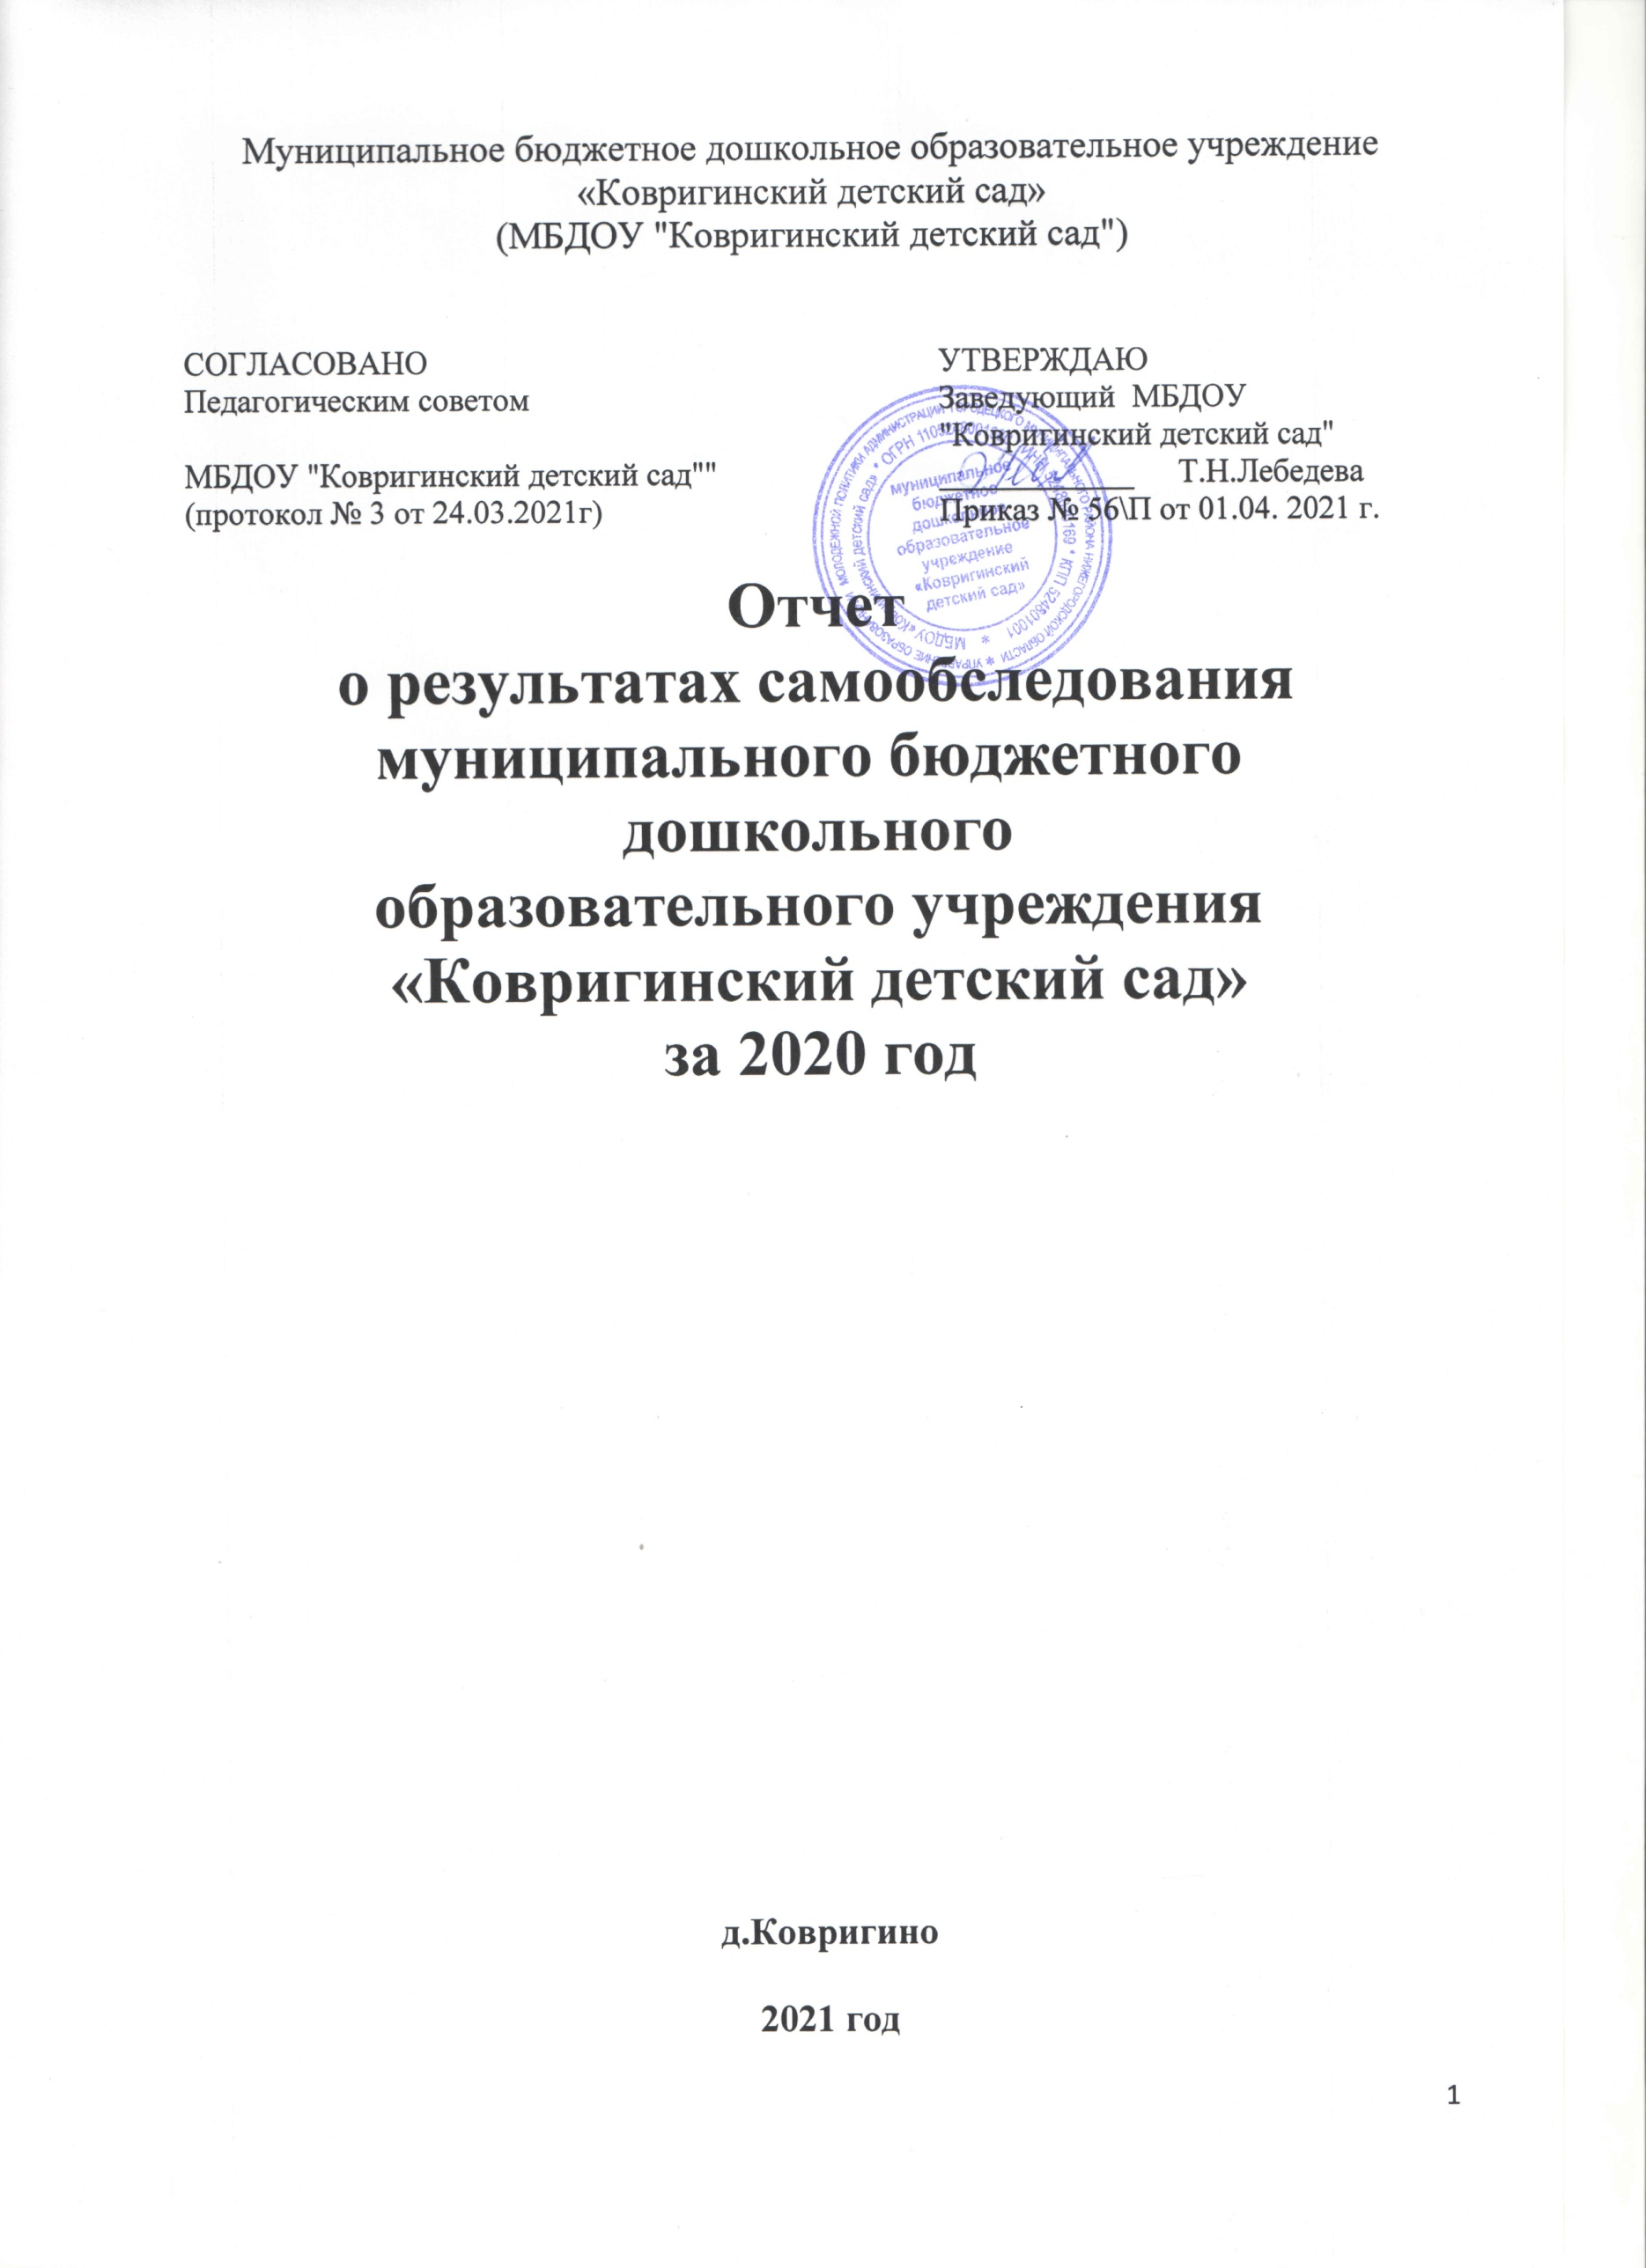 Муниципальное бюджетное дошкольное образовательное учреждение
«Ковригинский детский сад»
(МБДОУ "Ковригинский детский сад")
СОГЛАСОВАНО
Педагогическим советом
МБДОУ "Ковригинский детский сад""
(протокол № 3 от 24.03.2021г)
УТВЕРЖДАЮ
Заведующий МБДОУ
"Ковригинский детский сад"
Т.Н.Лебедева
Приказ № 56\П от 01.04. 2021 г.
муниципальное
бюджетное
дошкольное
образовательное
учреждение
«Ковригинский
детский сад»
Отчет
о результатах самообследования
муниципального бюджетного
дошкольного
образовательного учреждения
«Ковригинский детский сад»
за 2020 год
д.Ковригино
2021 год
1